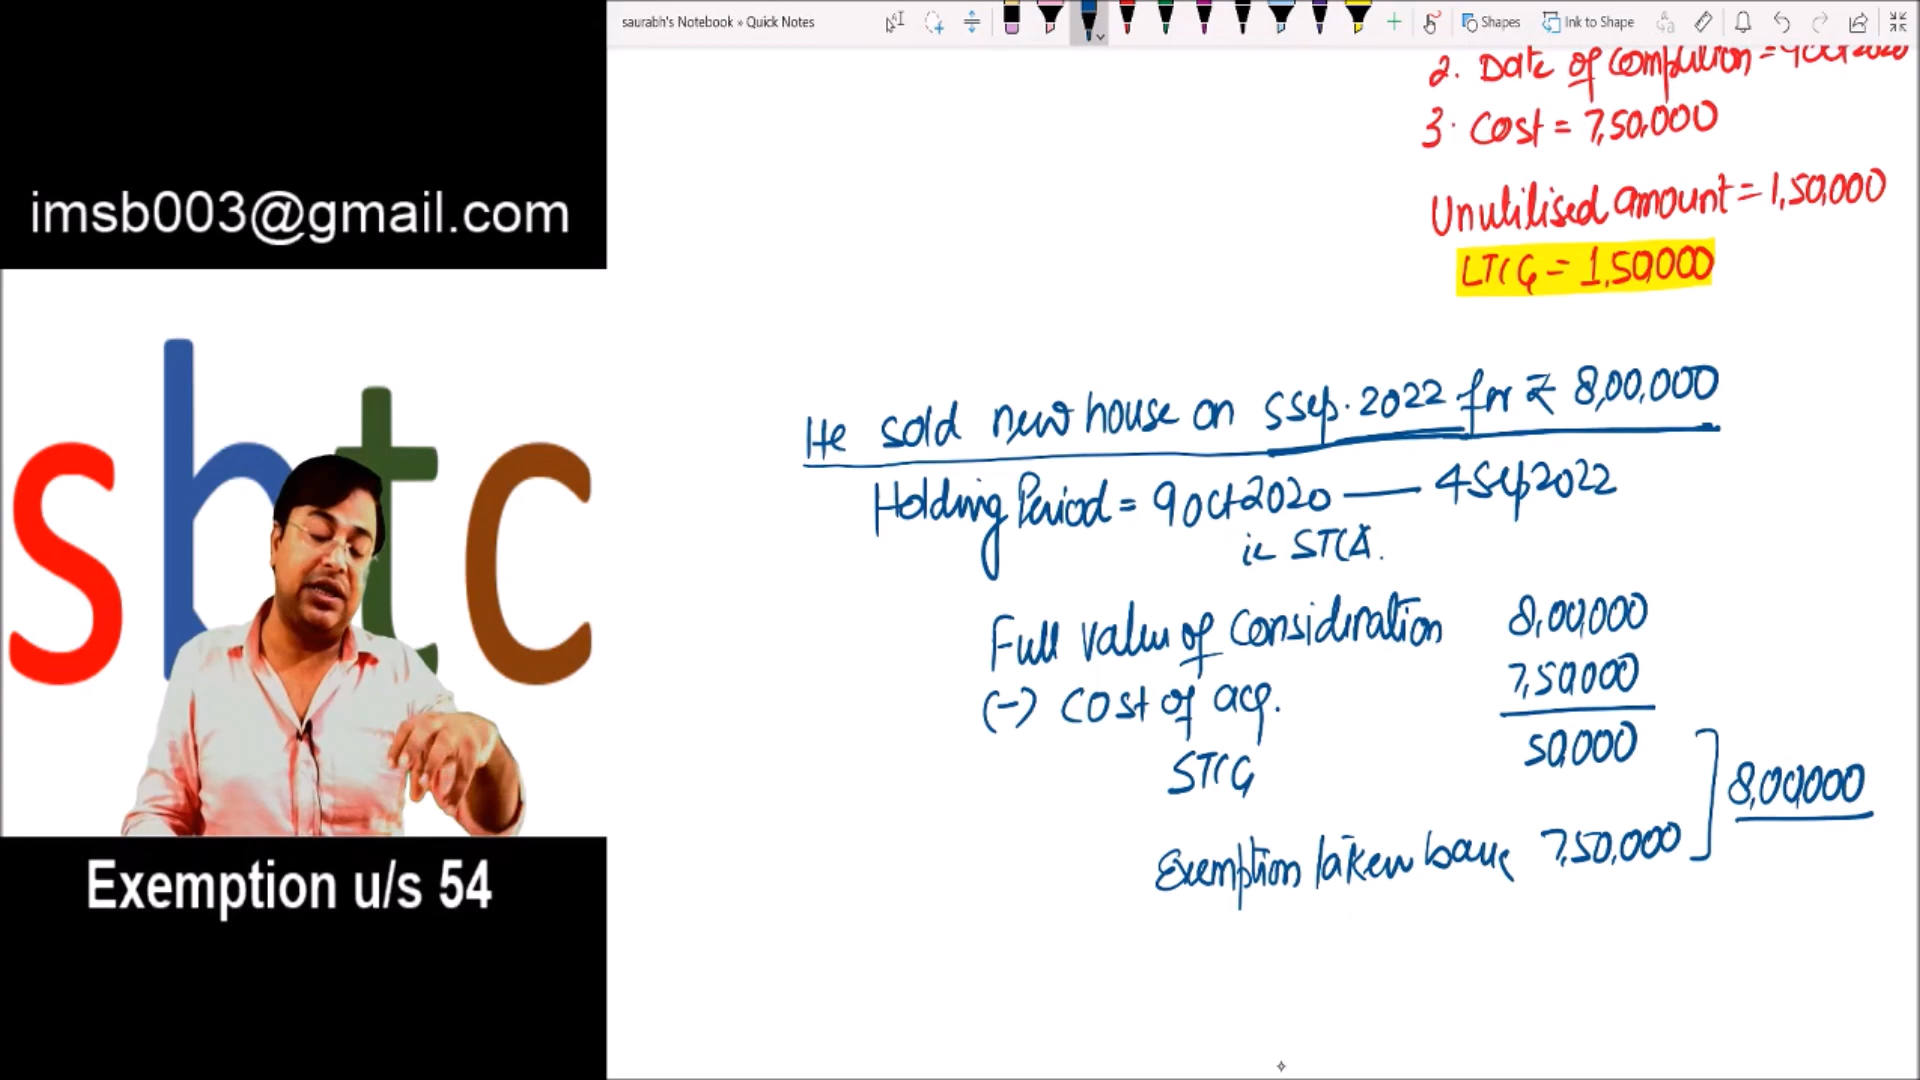 saurabh's Notebook » Quick Notes
Shapes
Ink to Shape
2. Date of completion = 9 Oct 2020
3. Cost = 7,50,000
Unutilised amount = 1,50,000
LTCG = 1,50,000
imsb003@gmail.com
sbtc
He sold new house on 5 Sep. 2022 for ₹ 8,00,000
Holding Period = 9 Oct 2020 — 4 Sep 2022
ie STCA.
Full value of consideration 8,00,000
(-) Cost of acq. 7,50,000
STCG 50,000
8,00,000
Exemption taken back 7,50,000
Exemption u/s 54